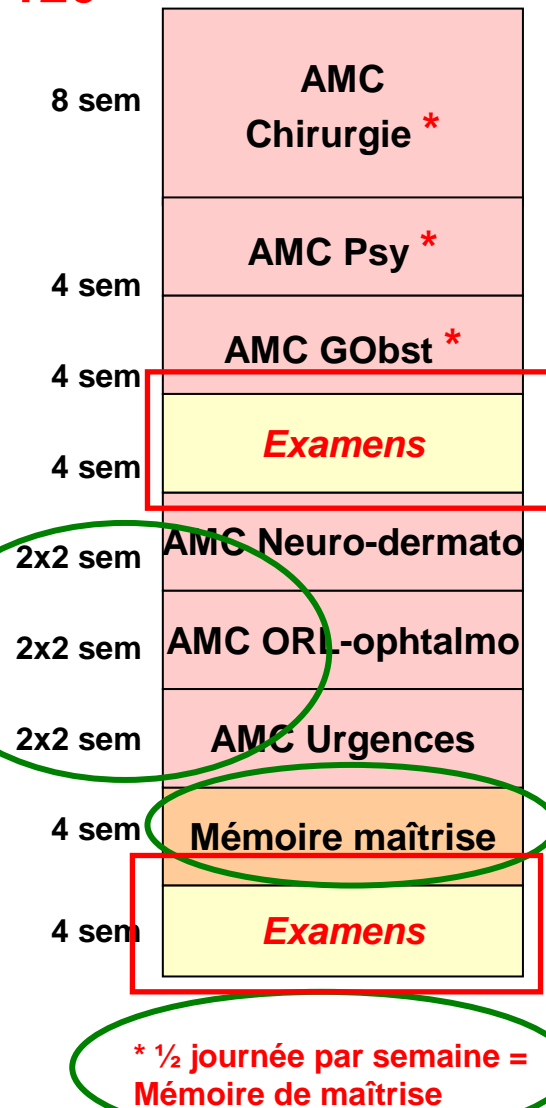 8 sem
AMC
Chirurgie *
4 sem
AMC Psy *
4 sem
AMC GObst *
4 sem
Examens
2x2 sem
AMC Neuro-dermato
2x2 sem
AMC ORL-ophtalmo
2x2 sem
AMC Urgences
4 sem
Mémoire maîtrise
4 sem
Examens
* ½ journée par semaine =
Mémoire de maîtrise